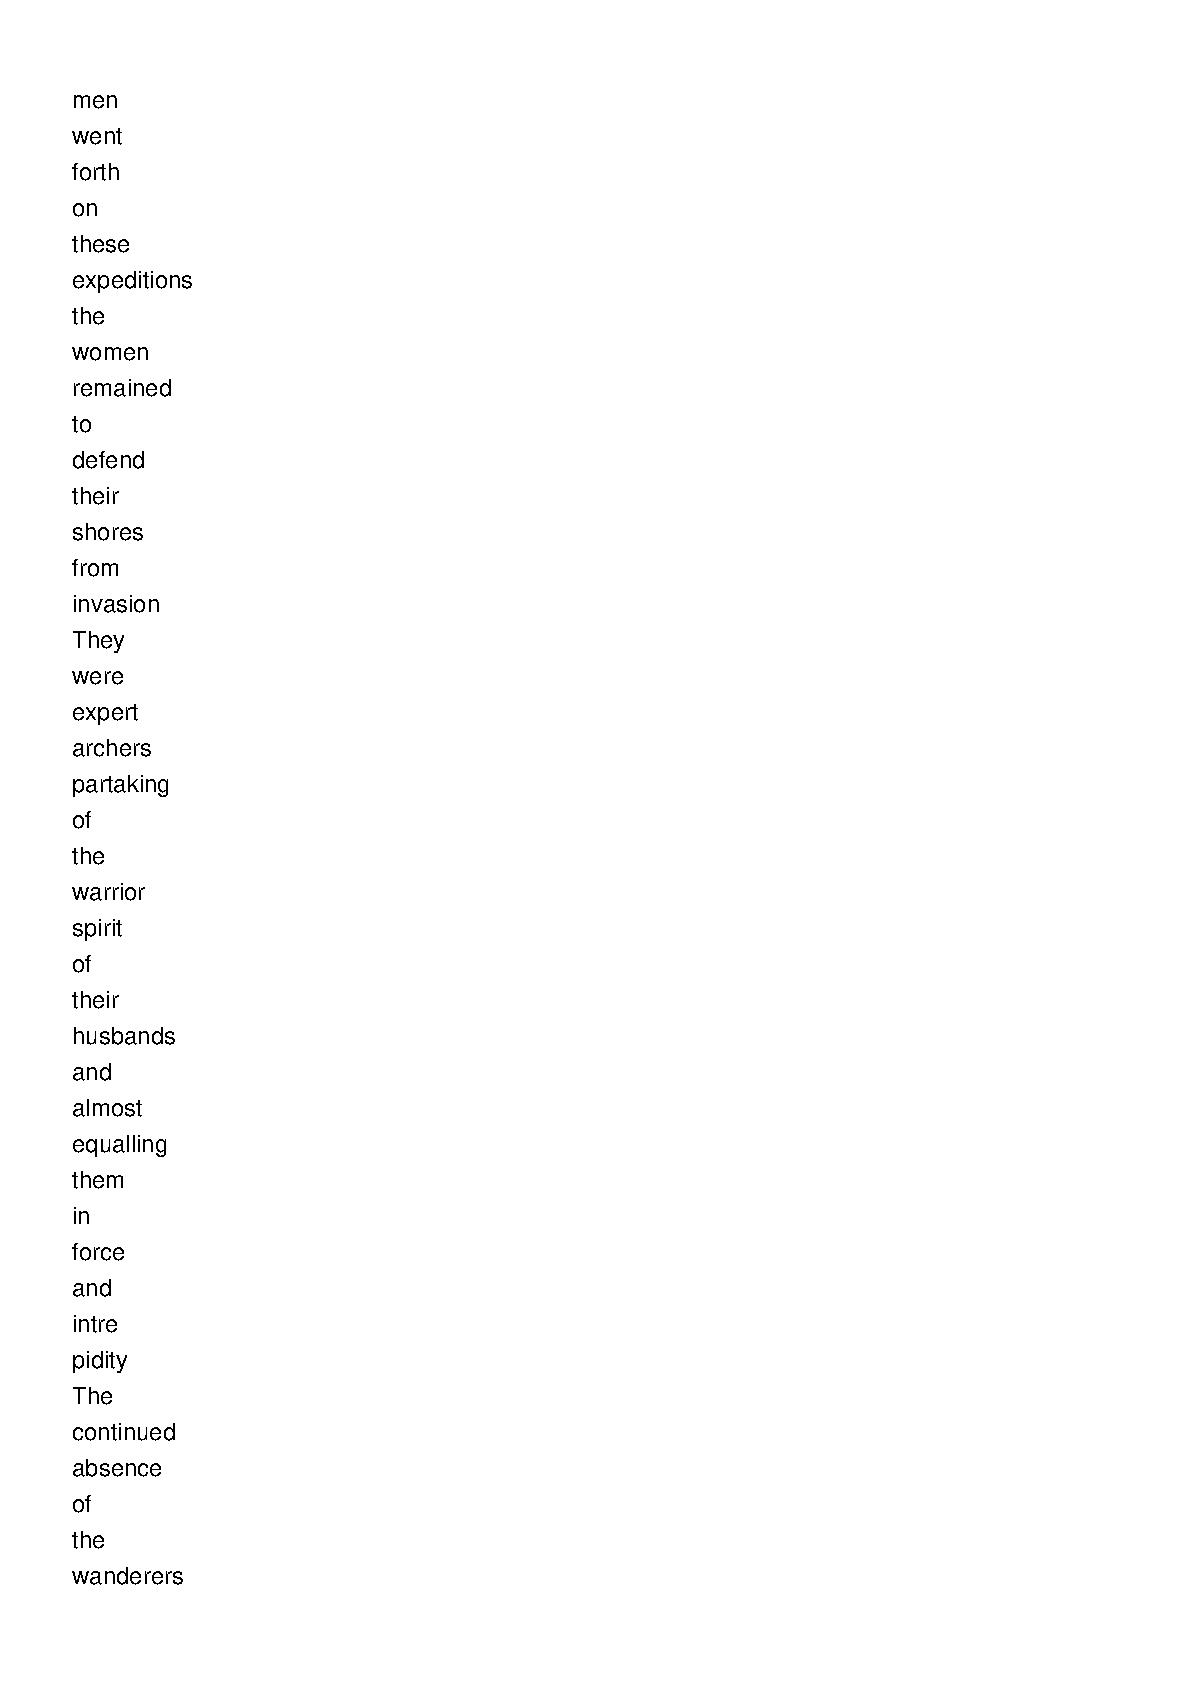 men
went
forth
on
these
expeditions
the
women
remained
to
defend
their
shores
from
invasion
They
were
expert
archers
partaking
of
the
warrior
spirit
of
their
husbands
and
almost
equalling
them
in
force
and
intre
pidity
The
continued
absence
of
the
wanderers